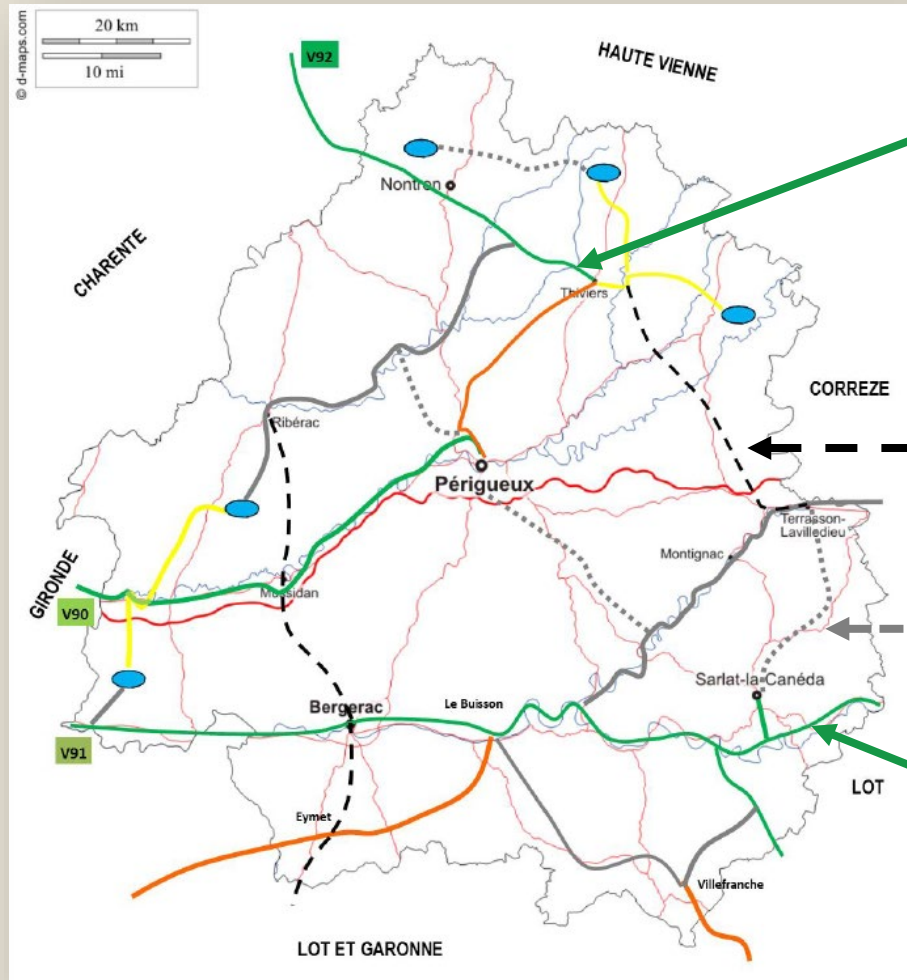 20 km
10 mi
© d-maps.com
V92
HAUTE VIENNE
Nontron
CHARENTE
Thiviers
CORREZE
Ribérac
Périgueux
Terrasson-
Lavilledieu
Montignac
GIRONDE
Mussidan
V90
Sarlat-la-Canéda
Bergerac
Le Buisson
V91
LOT
Eymet
Villefranche
LOT ET GARONNE